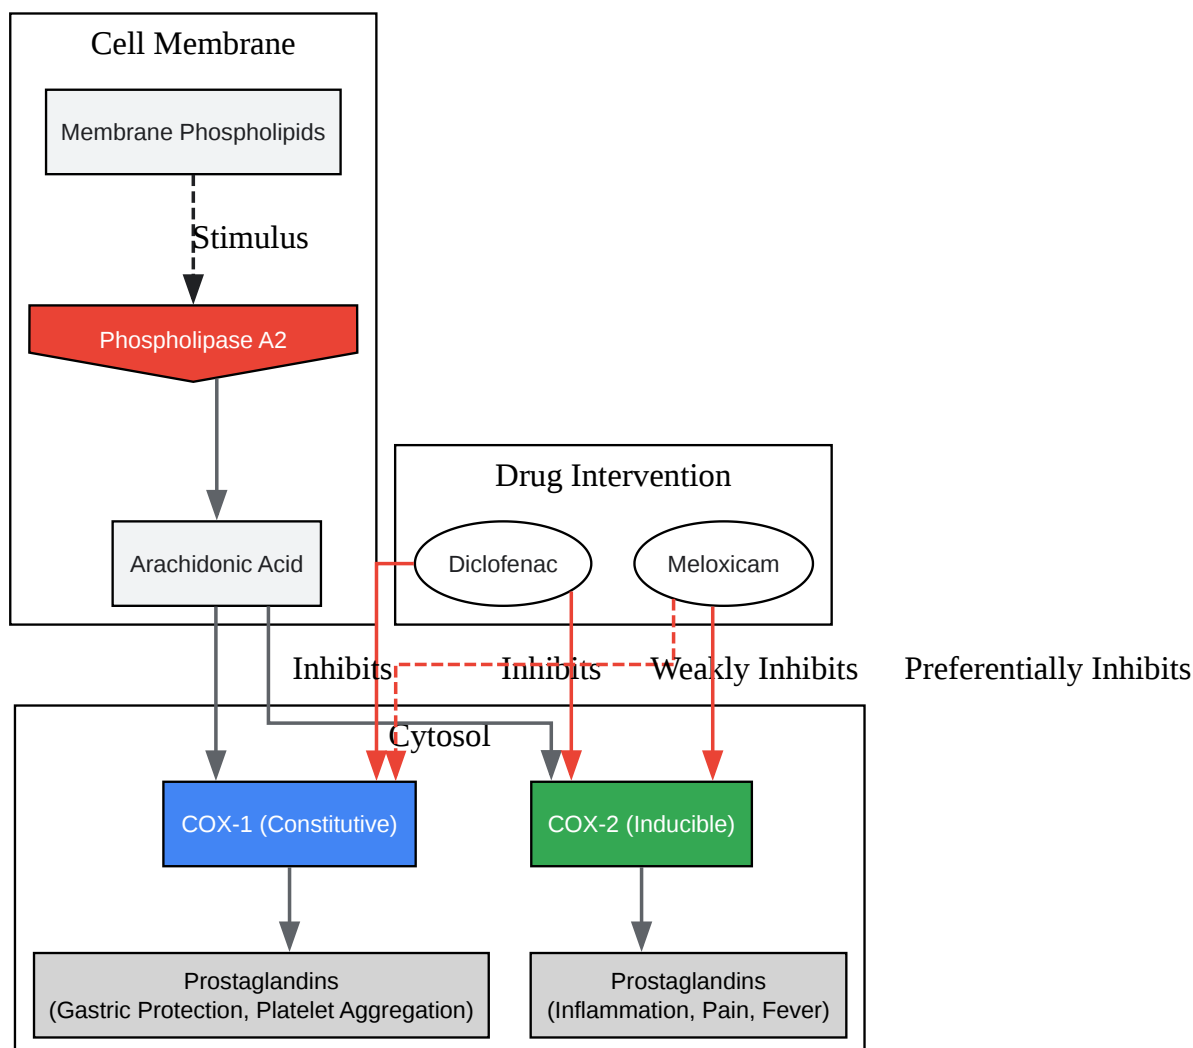 Cell Membrane
Membrane Phospholipids
Stimulus
Phospholipase A2
Drug Intervention
Arachidonic Acid
Diclofenac
Meloxicam
Inhibits
Inhibits
Weakly Inhibits
Preferentially Inhibits
Cytosol
COX-1 (Constitutive)
COX-2 (Inducible)
Prostaglandins
(Gastric Protection, Platelet Aggregation)
Prostaglandins
(Inflammation, Pain, Fever)